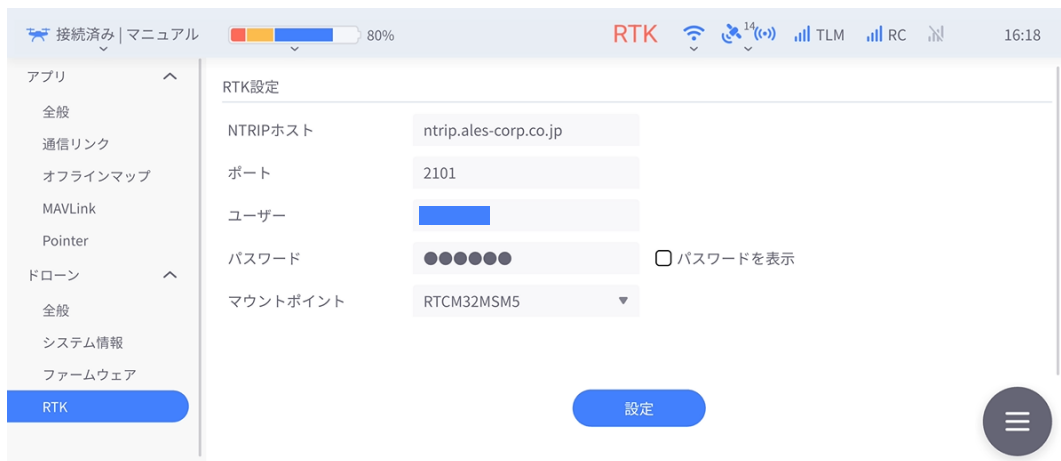 接続済み | マニュアル 80% RTK 14 TLM RC 16:18
アプリ
全般
通信リンク
オフラインマップ
MAVLink
Pointer
ドローン
全般
システム情報
ファームウェア
RTK
RTK設定
NTRIPホスト ntrip.ales-corp.co.jp
ポート 2101
ユーザー
パスワード ●●●●●● パスワードを表示
マウントポイント RTCM32MSM5
設定